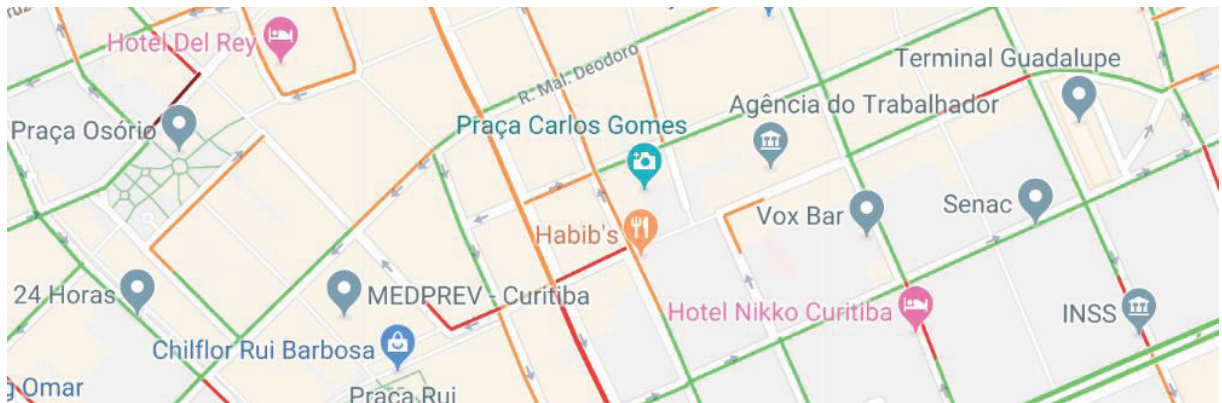 Hotel Del Rey
R. Mal. Deodoro
Terminal Guadalupe
Agência do Trabalhador
Praça Osório
Praça Carlos Gomes
Senac
Vox Bar
Habib's
24 Horas
MEDPREV - Curitiba
Hotel Nikko Curitiba
INSS
Chilflor Rui Barbosa
Omar
Praça Rui